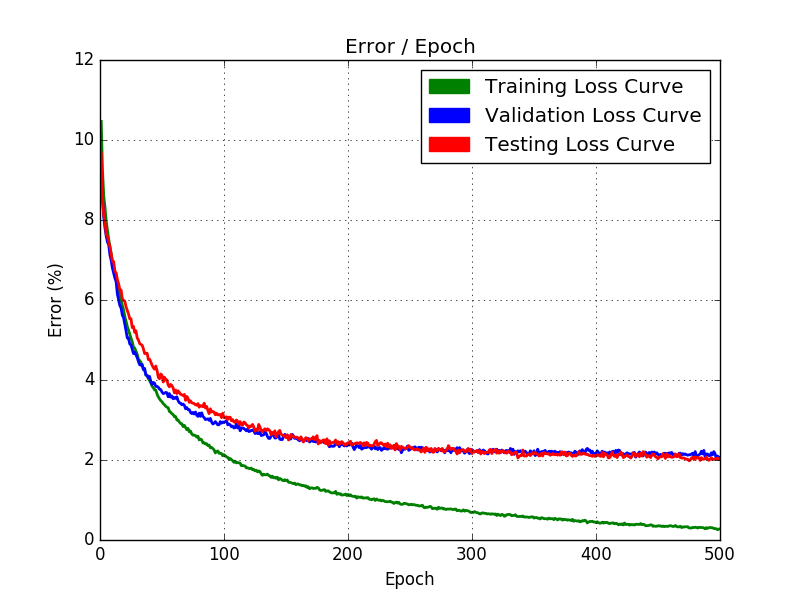 Error / Epoch
Training Loss Curve
Validation Loss Curve
Testing Loss Curve
12
10
8
6
4
2
0
Error (%)
0 100 200 300 400 500
Epoch